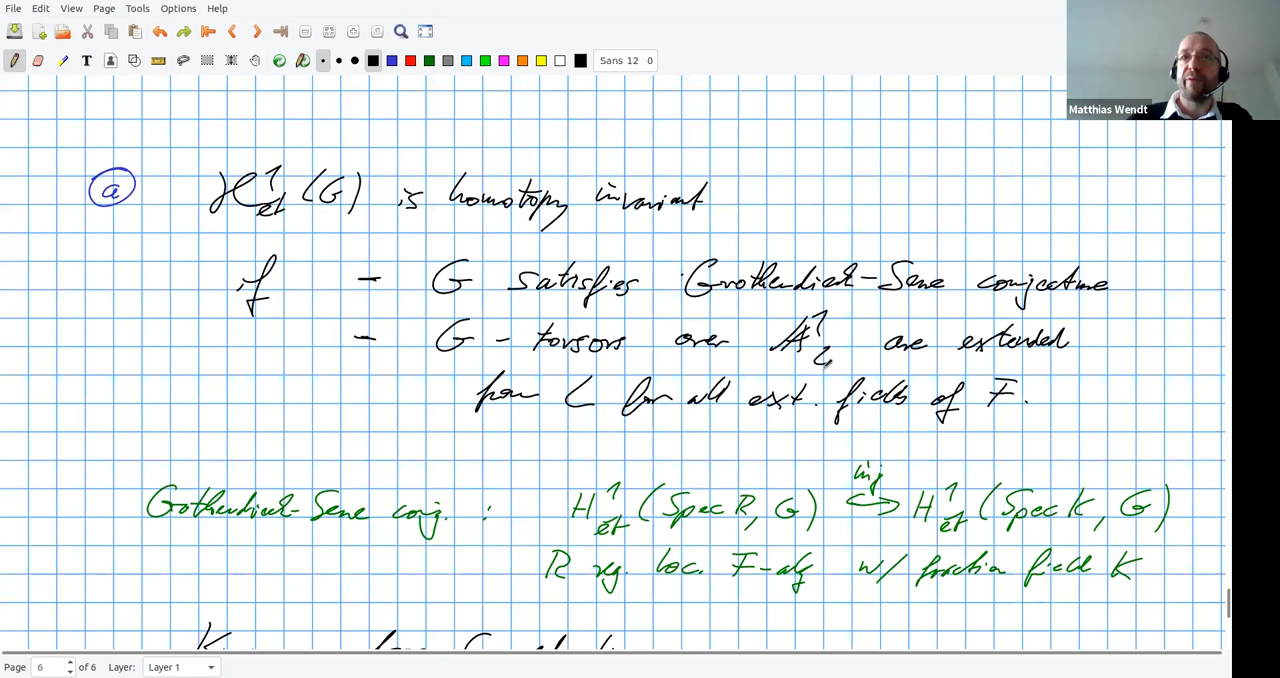 File Edit View Page Tools Options Help
Sans 12 0
Matthias Wendt
(a) ℋ¹ét(G) is homotopy invariant
if - G satisfies Grothendieck-Serre conjecture
- G - torsors over 𝔸¹_L are extended
from L for all ext. fields of F.
Grothendieck-Serre conj. : H¹ét(Spec R, G) inj ↪ H¹ét(Spec K, G)
R reg. loc. F-alg w/ fraction field K
Page 6 of 6 Layer: Layer 1